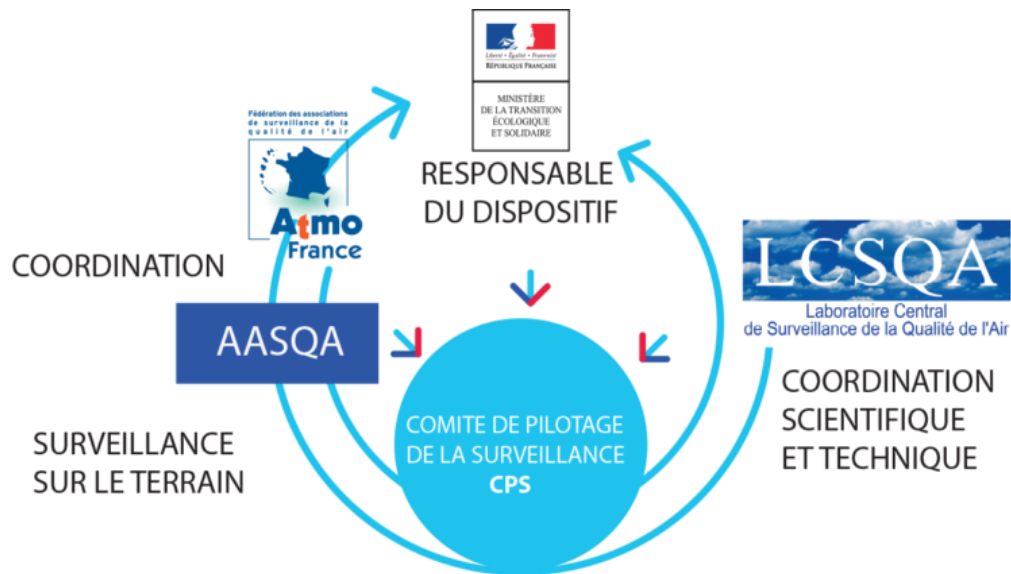 Liberté • Égalité • Fraternité
RÉPUBLIQUE FRANÇAISE
MINISTÈRE
DE LA TRANSITION
ÉCOLOGIQUE
ET SOLIDAIRE
RESPONSABLE
DU DISPOSITIF
Fédération des associations
de surveillance de la
qualité de l'air
Atmo
France
COORDINATION
AASQA
SURVEILLANCE
SUR LE TERRAIN
COMITE DE PILOTAGE
DE LA SURVEILLANCE
CPS
LCSQA
Laboratoire Central
de Surveillance de la Qualité de l'Air
COORDINATION
SCIENTIFIQUE
ET TECHNIQUE